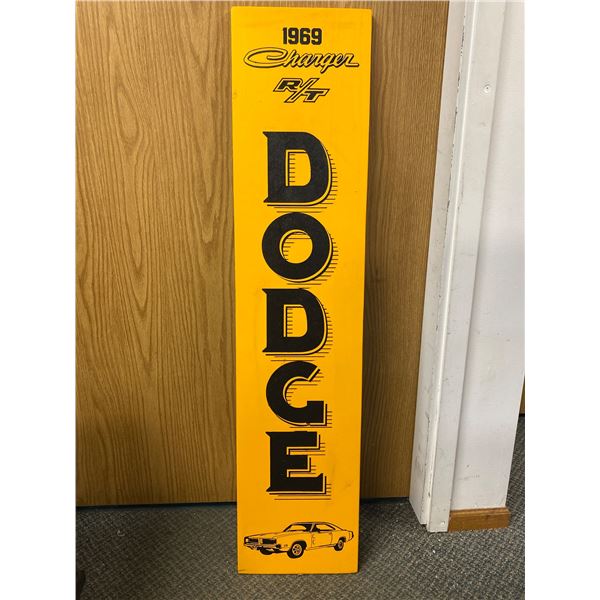 1969
Charger
R/T
DODGE